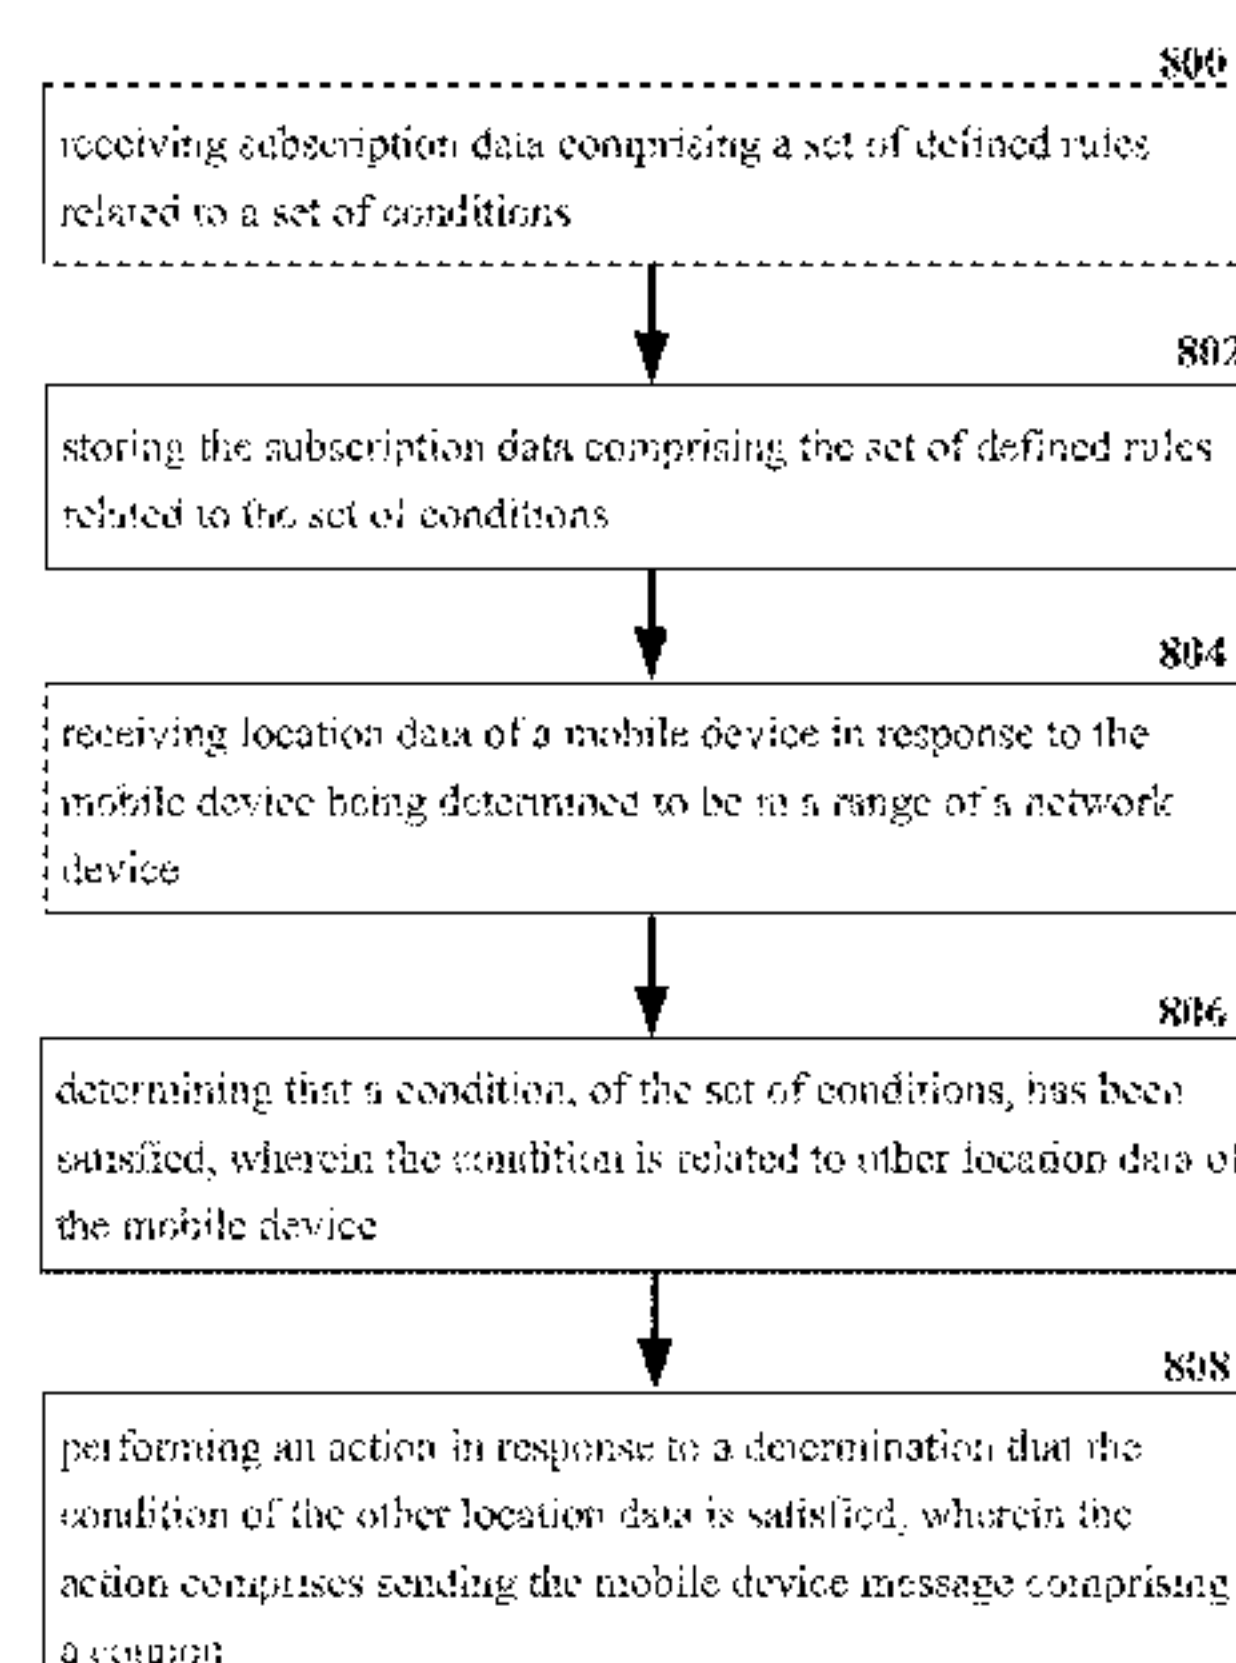 800
receiving subscription data comprising a set of defined rules
related to a set of conditions
802
storing the subscription data comprising the set of defined rules
related to the set of conditions
804
receiving location data of a mobile device in response to the
mobile device being determined to be in a range of a network
device
806
determining that a condition, of the set of conditions, has been
satisfied, wherein the condition is related to other location data of
the mobile device
808
performing an action in response to a determination that the
condition of the other location data is satisfied, wherein the
action comprises sending the mobile device message comprising
a coupon